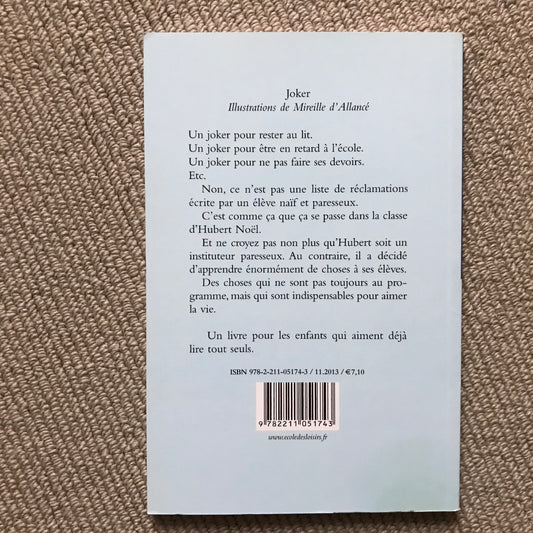 Joker
Illustrations de Mireille d'Allancé
Un joker pour rester au lit.
Un joker pour être en retard à l'école.
Un joker pour ne pas faire ses devoirs.
Etc.
Non, ce n'est pas une liste de réclamations
écrite par un élève naïf et paresseux.
C'est comme ça que ça se passe dans la classe
d'Hubert Noël.
Et ne croyez pas non plus qu'Hubert soit un
instituteur paresseux. Au contraire, il a décidé
d'apprendre énormément de choses à ses élèves.
Des choses qui ne sont pas toujours au pro-
gramme, mais qui sont indispensables pour aimer
la vie.
Un livre pour les enfants qui aiment déjà
lire tout seuls.
ISBN 978-2-211-05174-3 / 11.2013 / €7,10
9 782211 051743
www.ecoledesloisirs.fr